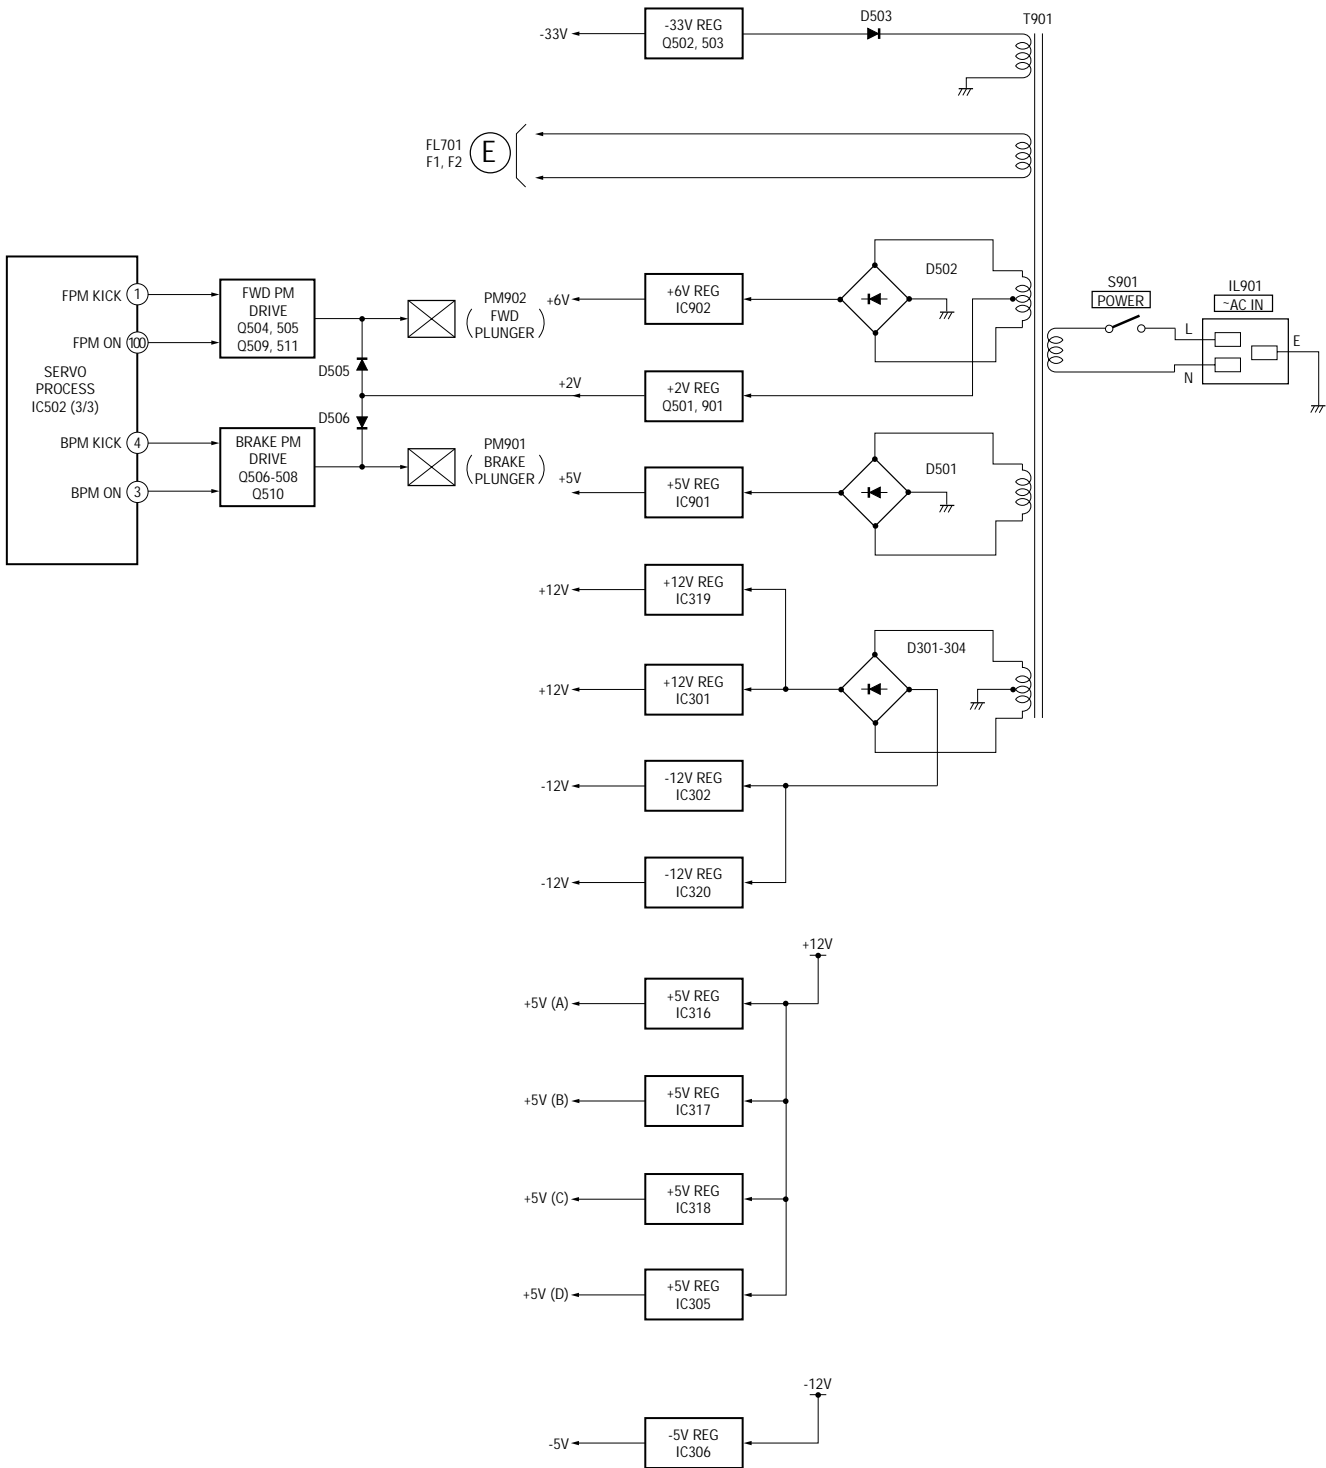 -33V
-33V REG
Q502, 503
D503
T901
FL701
F1, F2
E
SERVO
PROCESS
IC502 (3/3)
FPM KICK
1
FPM ON
100
BPM KICK
4
BPM ON
3
FWD PM
DRIVE
Q504, 505
Q509, 511
BRAKE PM
DRIVE
Q506-508
Q510
D505
D506
PM902
FWD
PLUNGER
PM901
BRAKE
PLUNGER
+6V
+6V REG
IC902
D502
+2V
+2V REG
Q501, 901
+5V
+5V REG
IC901
D501
S901
POWER
IL901
~AC IN
L
N
E
+12V
+12V REG
IC319
+12V
+12V REG
IC301
D301-304
-12V
-12V REG
IC302
-12V
-12V REG
IC320
+12V
+5V (A)
+5V REG
IC316
+5V (B)
+5V REG
IC317
+5V (C)
+5V REG
IC318
+5V (D)
+5V REG
IC305
-12V
-5V
-5V REG
IC306